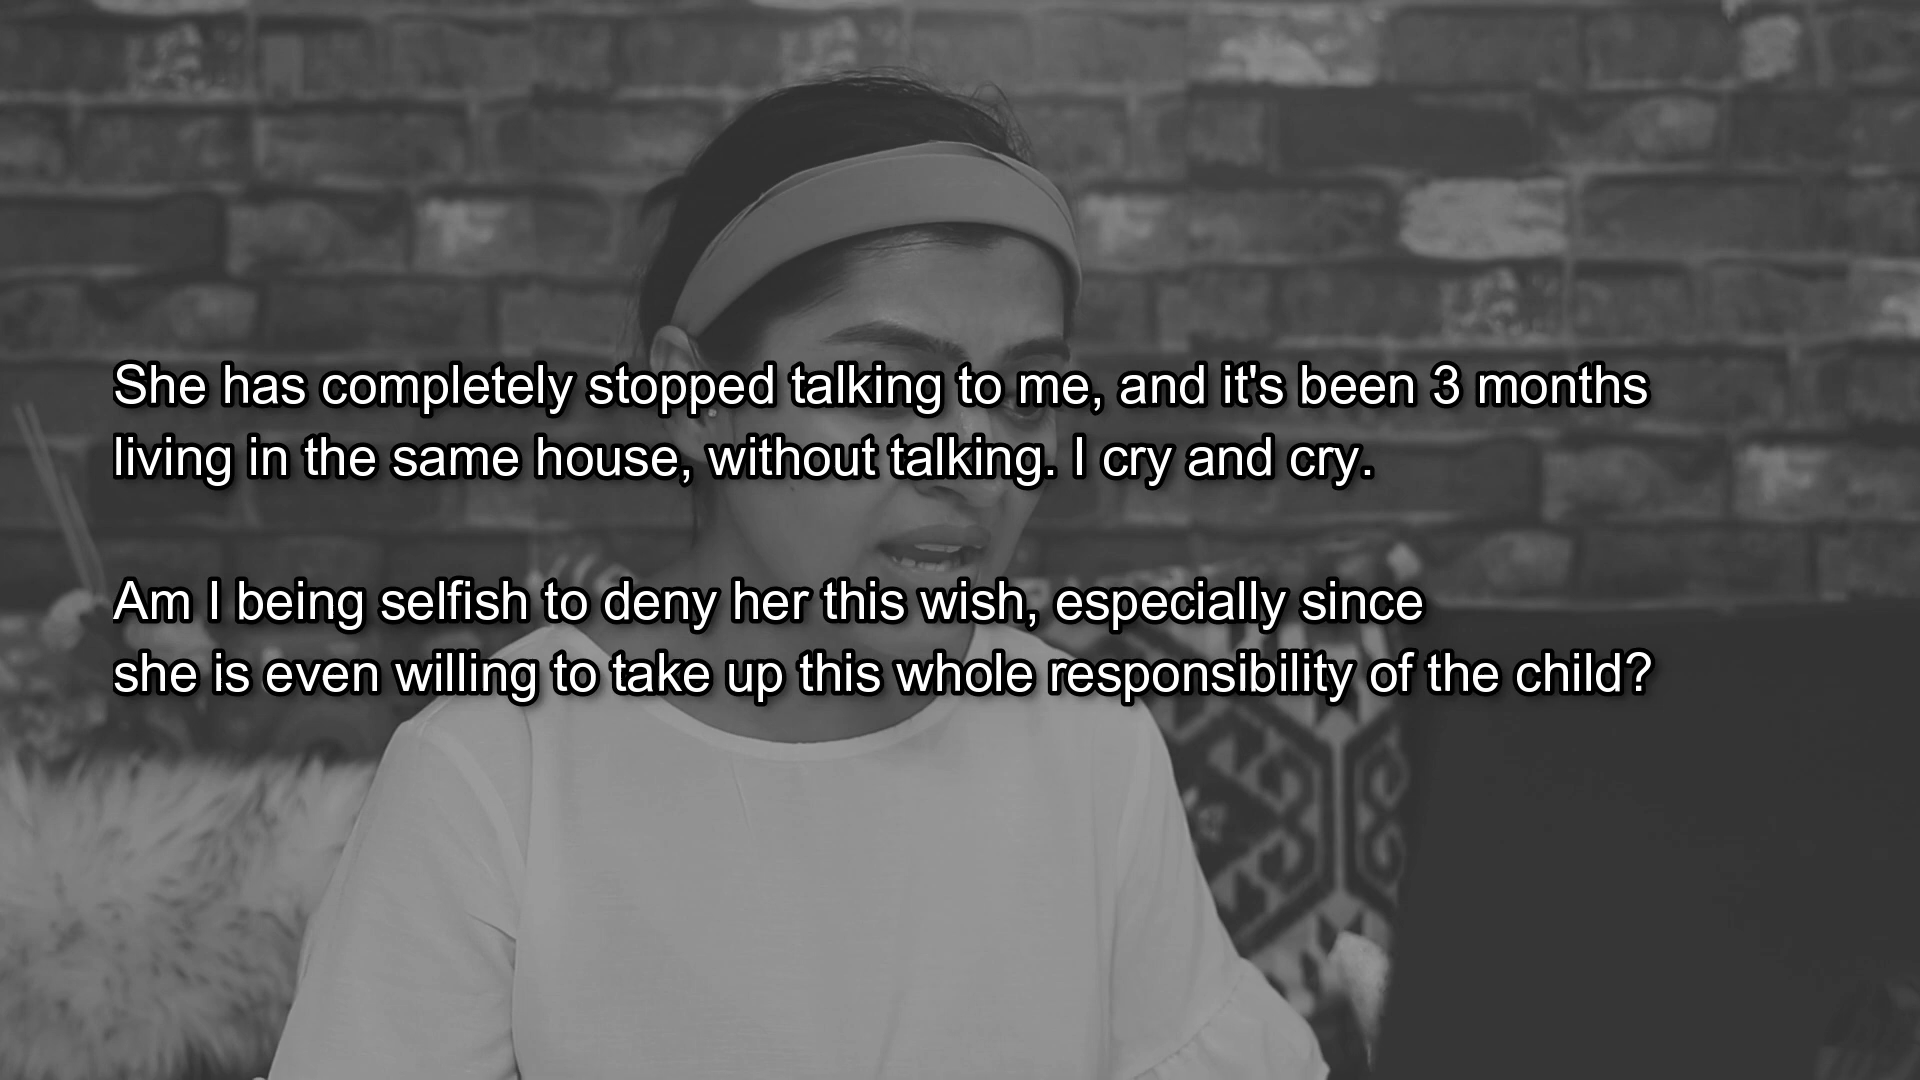 She has completely stopped talking to me, and it's been 3 months
living in the same house, without talking. I cry and cry.
Am I being selfish to deny her this wish, especially since
she is even willing to take up this whole responsibility of the child?